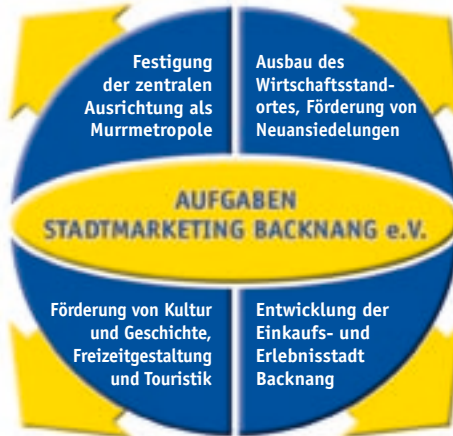 Festigung
der zentralen
Ausrichtung als
Murrmetropole
Ausbau des
Wirtschaftsstand-
ortes, Förderung von
Neuansiedelungen
AUFGABEN
STADTMARKETING BACKNANG e.V.
Förderung von Kultur
und Geschichte,
Freizeitgestaltung
und Touristik
Entwicklung der
Einkaufs- und
Erlebnisstadt
Backnang